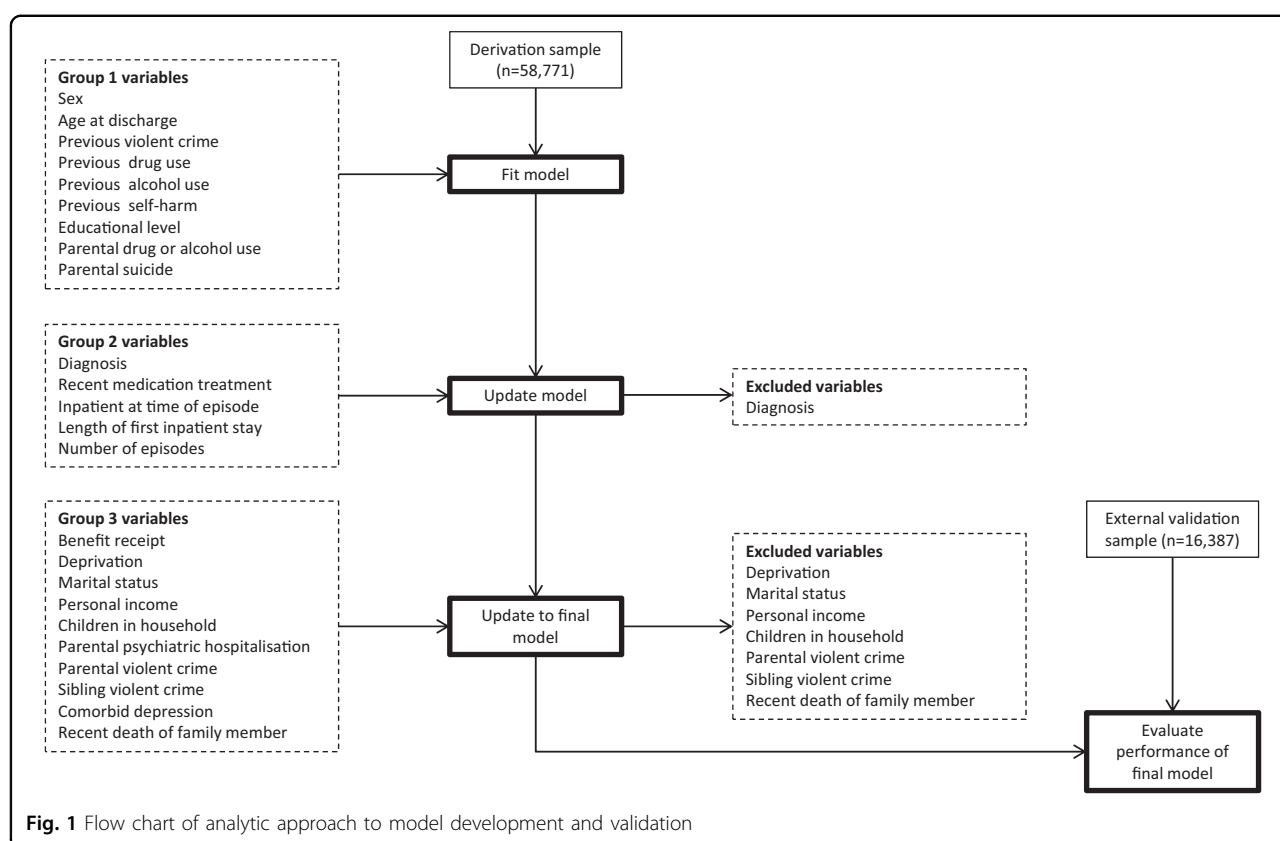 Derivation sample
(n=58,771)
Group 1 variables
Sex
Age at discharge
Previous violent crime
Previous drug use
Previous alcohol use
Previous self-harm
Educational level
Parental drug or alcohol use
Parental suicide
Fit model
Group 2 variables
Diagnosis
Recent medication treatment
Inpatient at time of episode
Length of first inpatient stay
Number of episodes
Update model
Excluded variables
Diagnosis
Group 3 variables
Benefit receipt
Deprivation
Marital status
Personal income
Children in household
Parental psychiatric hospitalisation
Parental violent crime
Sibling violent crime
Comorbid depression
Recent death of family member
Update to final
model
Excluded variables
Deprivation
Marital status
Personal income
Children in household
Parental violent crime
Sibling violent crime
Recent death of family member
External validation
sample (n=16,387)
Evaluate
performance of
final model
Fig. 1 Flow chart of analytic approach to model development and validation